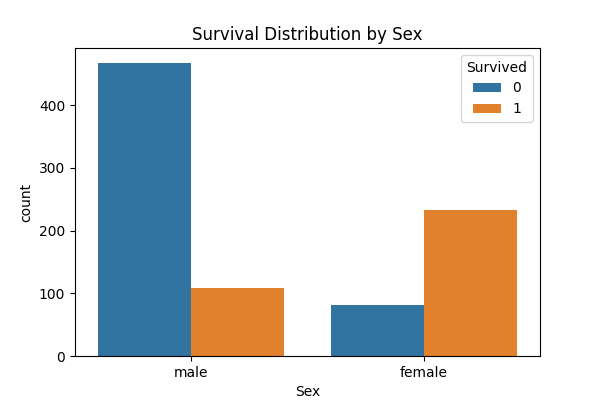 Survival Distribution by Sex
Survived
0
1
400
300
200
100
0
count
male female
Sex